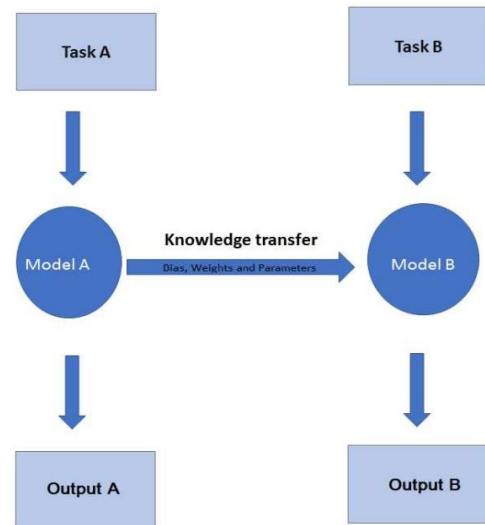 Task A
Task B
Knowledge transfer
Model A
Bias, Weights and Parameters
Model B
Output A
Output B